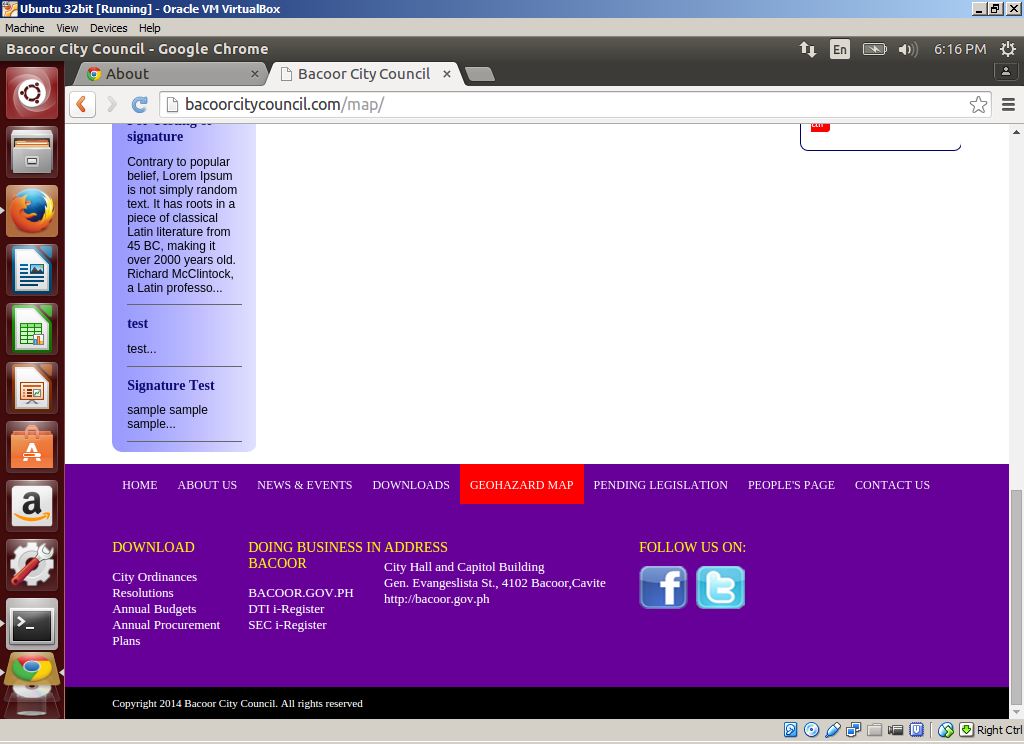 Ubuntu 32bit [Running] - Oracle VM VirtualBox
Machine View Devices Help
Bacoor City Council - Google Chrome
En
6:16 PM
About
Bacoor City Council
bacoorcitycouncil.com/map/
signature
Contrary to popular
belief, Lorem Ipsum
is not simply random
text. It has roots in a
piece of classical
Latin literature from
45 BC, making it
over 2000 years old.
Richard McClintock,
a Latin professo...
test
test...
Signature Test
sample sample
sample...
HOME ABOUT US NEWS & EVENTS DOWNLOADS GEOHAZARD MAP PENDING LEGISLATION PEOPLE'S PAGE CONTACT US
DOWNLOAD
City Ordinances
Resolutions
Annual Budgets
Annual Procurement
Plans
DOING BUSINESS IN
BACOOR
BACOOR.GOV.PH
DTI i-Register
SEC i-Register
ADDRESS
City Hall and Capitol Building
Gen. Evangeslista St., 4102 Bacoor,Cavite
http://bacoor.gov.ph
FOLLOW US ON:
Copyright 2014 Bacoor City Council. All rights reserved
Right Ctrl